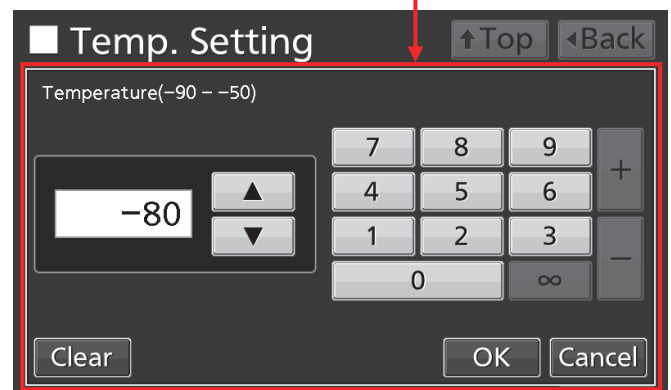 Temp. Setting
↑Top
◂Back
Temperature(−90 – −50)
−80
▲
▼
7 8 9
+
4 5 6
1 2 3
−
0 ∞
Clear
OK
Cancel